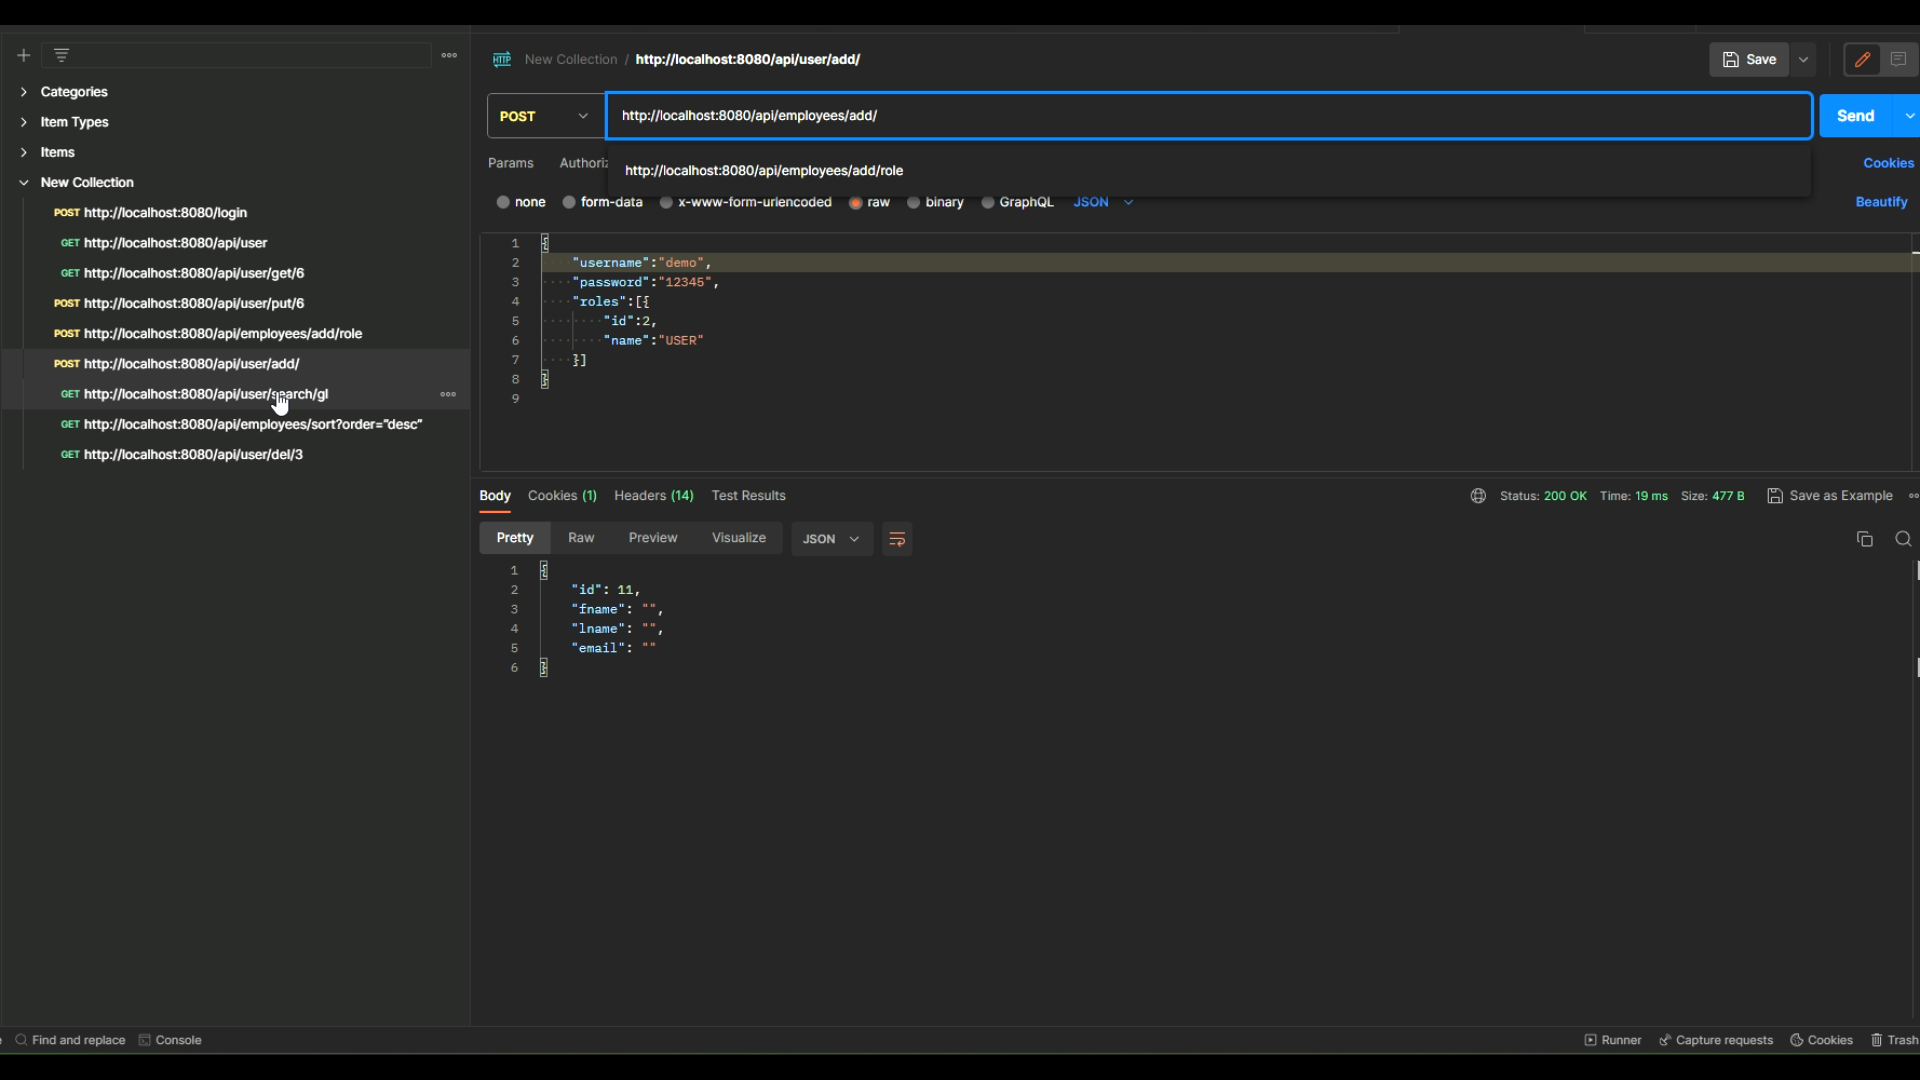 New Collection / http://localhost:8080/api/user/add/
Save
Categories
Item Types
Items
New Collection
POST http://localhost:8080/login
GET http://localhost:8080/api/user
GET http://localhost:8080/api/user/get/6
POST http://localhost:8080/api/user/put/6
POST http://localhost:8080/api/employees/add/role
POST http://localhost:8080/api/user/add/
GET http://localhost:8080/api/user/search/gl
GET http://localhost:8080/api/employees/sort?order="desc"
GET http://localhost:8080/api/user/del/3
HTTP
POST http://localhost:8080/api/employees/add/ Send
Params Authoriz http://localhost:8080/api/employees/add/role Cookies
none form-data x-www-form-urlencoded raw binary GraphQL JSON Beautify
1 {
2 "username":"demo",
3 "password":"12345",
4 "roles":[{
5 "id":2,
6 "name":"USER"
7 }]
8 }
9
Body Cookies (1) Headers (14) Test Results Status: 200 OK Time: 19 ms Size: 477 B Save as Example
Pretty Raw Preview Visualize JSON
1 {
2 "id": 11,
3 "fname": "",
4 "lname": "",
5 "email": ""
6 }
Find and replace Console Runner Capture requests Cookies Trash